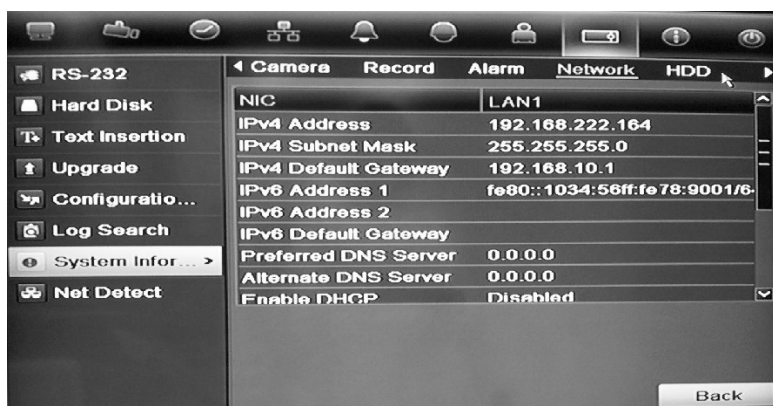 RS-232
Hard Disk
Text Insertion
Upgrade
Configuratio...
Log Search
System Infor... >
Net Detect
Camera Record Alarm Network HDD
NIC LAN1
IPv4 Address 192.168.222.164
IPv4 Subnet Mask 255.255.255.0
IPv4 Default Gateway 192.168.10.1
IPv6 Address 1 fe80::1034:56ff:fe78:9001/6
IPv6 Address 2
IPv6 Default Gateway
Preferred DNS Server 0.0.0.0
Alternate DNS Server 0.0.0.0
Enable DHCP Disabled
Back